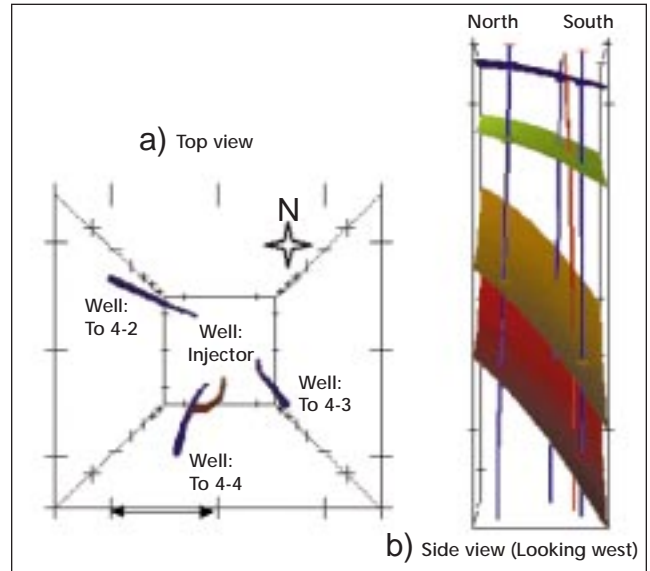 a) Top view
N
Well:
To 4-2
Well:
Injector
Well:
To 4-3
Well:
To 4-4
North South
b) Side view (Looking west)